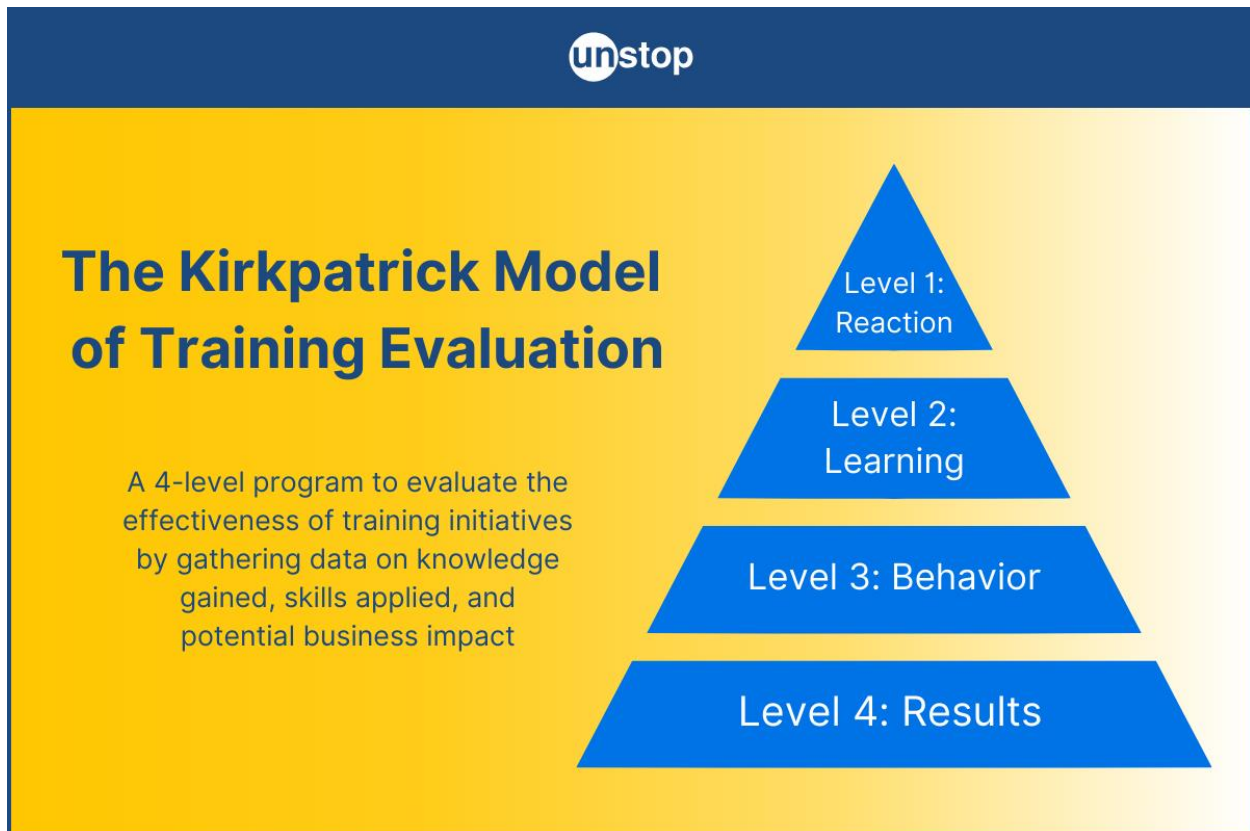 unstop
The Kirkpatrick Model
of Training Evaluation
A 4-level program to evaluate the
effectiveness of training initiatives
by gathering data on knowledge
gained, skills applied, and
potential business impact
Level 1:
Reaction
Level 2:
Learning
Level 3: Behavior
Level 4: Results